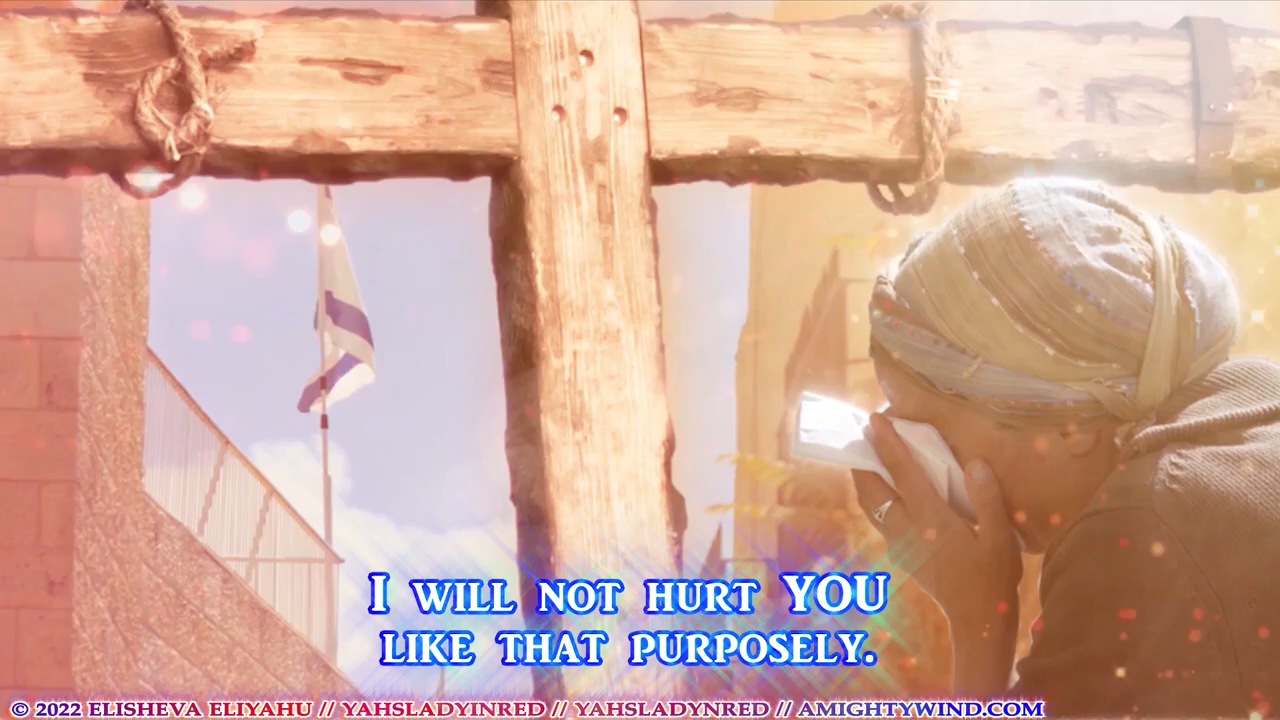 I WILL NOT HURT YOU
LIKE THAT PURPOSELY.
© 2022 ELISHEVA ELIYAHU // YAHSLADYINRED // YAHSLADYNRED // AMIGHTYWIND.COM